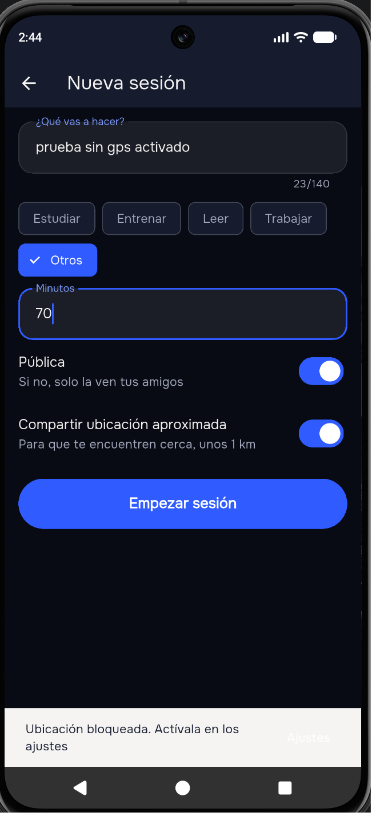 2:44
Nueva sesión
¿Qué vas a hacer?
prueba sin gps activado
23/140
Estudiar
Entrenar
Leer
Trabajar
Otros
Minutos
70
Pública
Si no, solo la ven tus amigos
Compartir ubicación aproximada
Para que te encuentren cerca, unos 1 km
Empezar sesión
Ubicación bloqueada. Actívala en los
ajustes
Ajustes